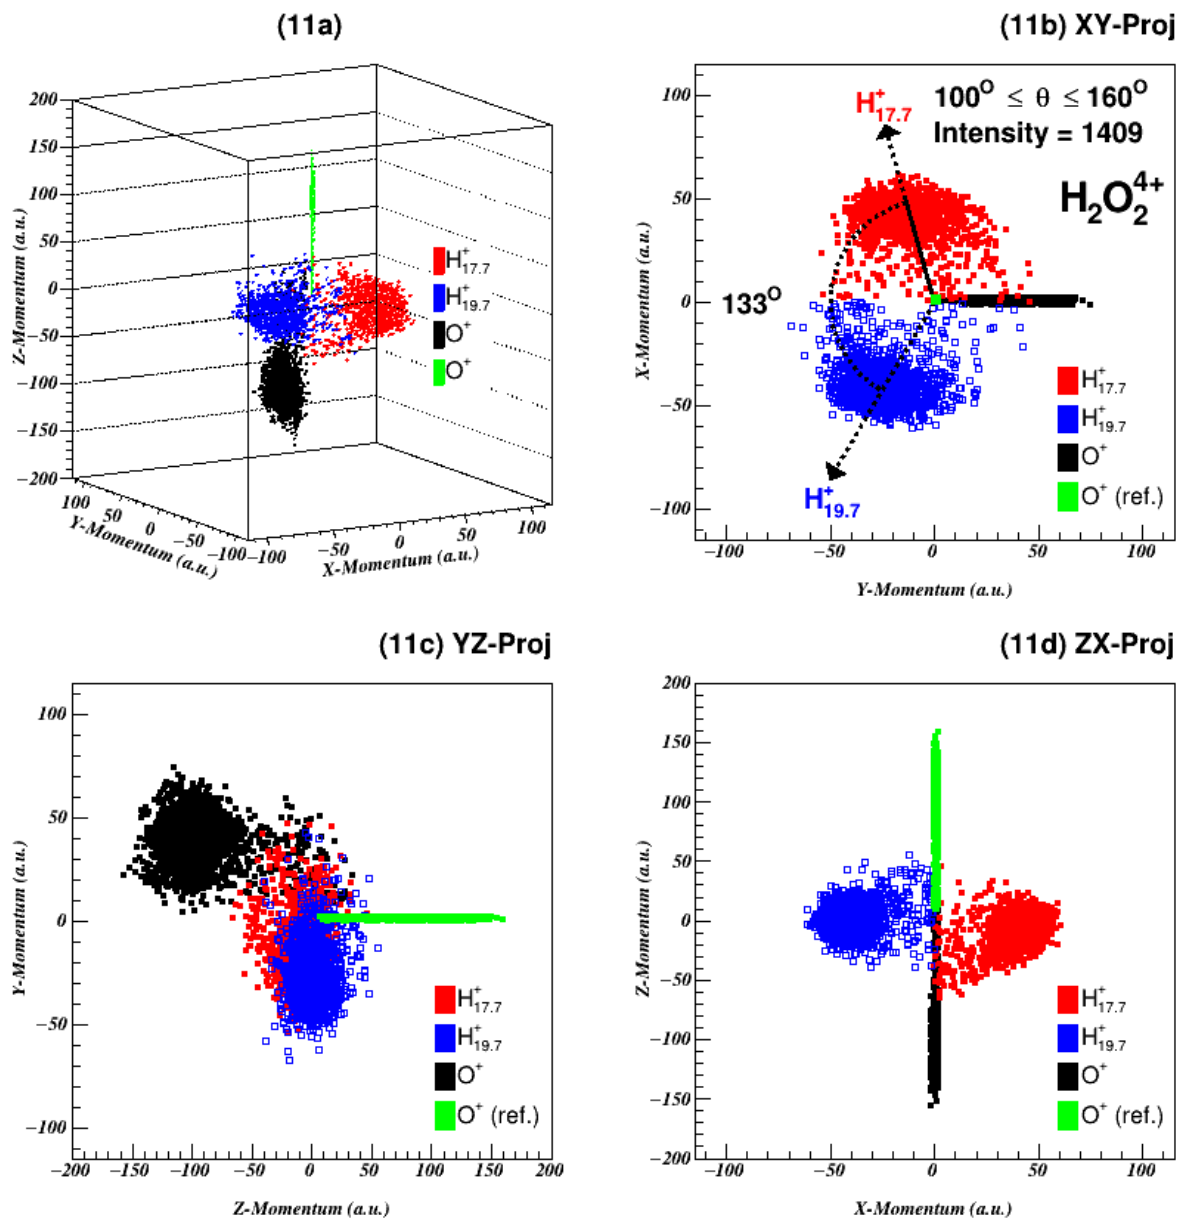 (11a)
200
150
100
50
0
−50
−100
−150
−200
Z-Momentum (a.u.)
100
50
0
−50
−100
Y-Momentum (a.u.)
−100
−50
0
50
100
X-Momentum (a.u.)
H⁺17.7
H⁺19.7
O⁺
O⁺
(11b) XY-Proj
100
50
0
−50
−100
X-Momentum (a.u.)
H⁺17.7
100ᴼ ≤ θ ≤ 160ᴼ
Intensity = 1409
H₂O₂⁴⁺
133ᴼ
H⁺19.7
H⁺17.7
H⁺19.7
O⁺
O⁺ (ref.)
−100
−50
0
50
100
Y-Momentum (a.u.)
(11c) YZ-Proj
100
50
0
−50
−100
Y-Momentum (a.u.)
H⁺17.7
H⁺19.7
O⁺
O⁺ (ref.)
−200
−150
−100
−50
0
50
100
150
200
Z-Momentum (a.u.)
(11d) ZX-Proj
200
150
100
50
0
−50
−100
−150
−200
Z-Momentum (a.u.)
H⁺17.7
H⁺19.7
O⁺
O⁺ (ref.)
−100
−50
0
50
100
X-Momentum (a.u.)